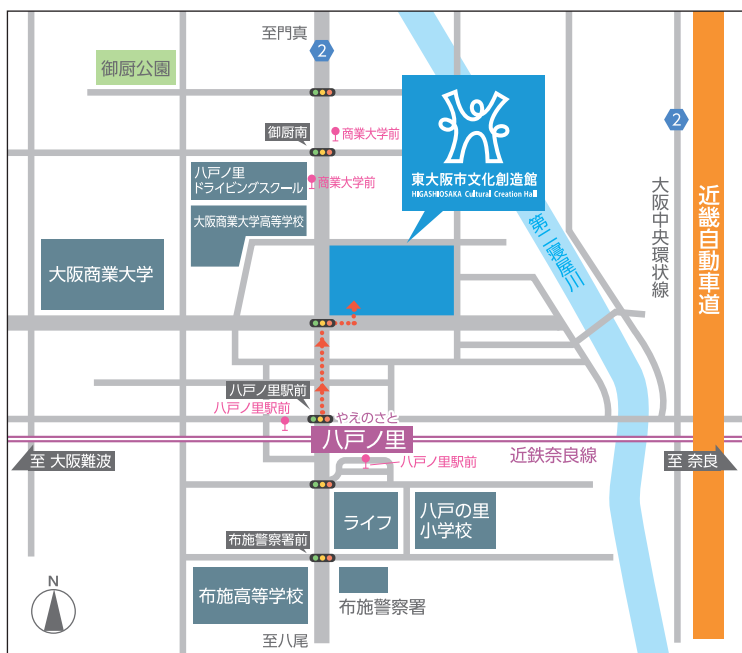 至門真
2
御厨公園
御厨南
商業大学前
八戸ノ里
ドライビングスクール
商業大学前
大阪商業大学高等学校
大阪商業大学
東大阪市文化創造館
HIGASHIOSAKA Cultural Creation Hall
第二寝屋川
2
大阪中央環状線
近畿自動車道
八戸ノ里駅前
八戸ノ里駅前
やえのさと
八戸ノ里
近鉄奈良線
至 大阪難波
八戸ノ里駅前
至 奈良
ライフ
八戸の里
小学校
布施警察署前
布施高等学校
布施警察署
至八尾
N